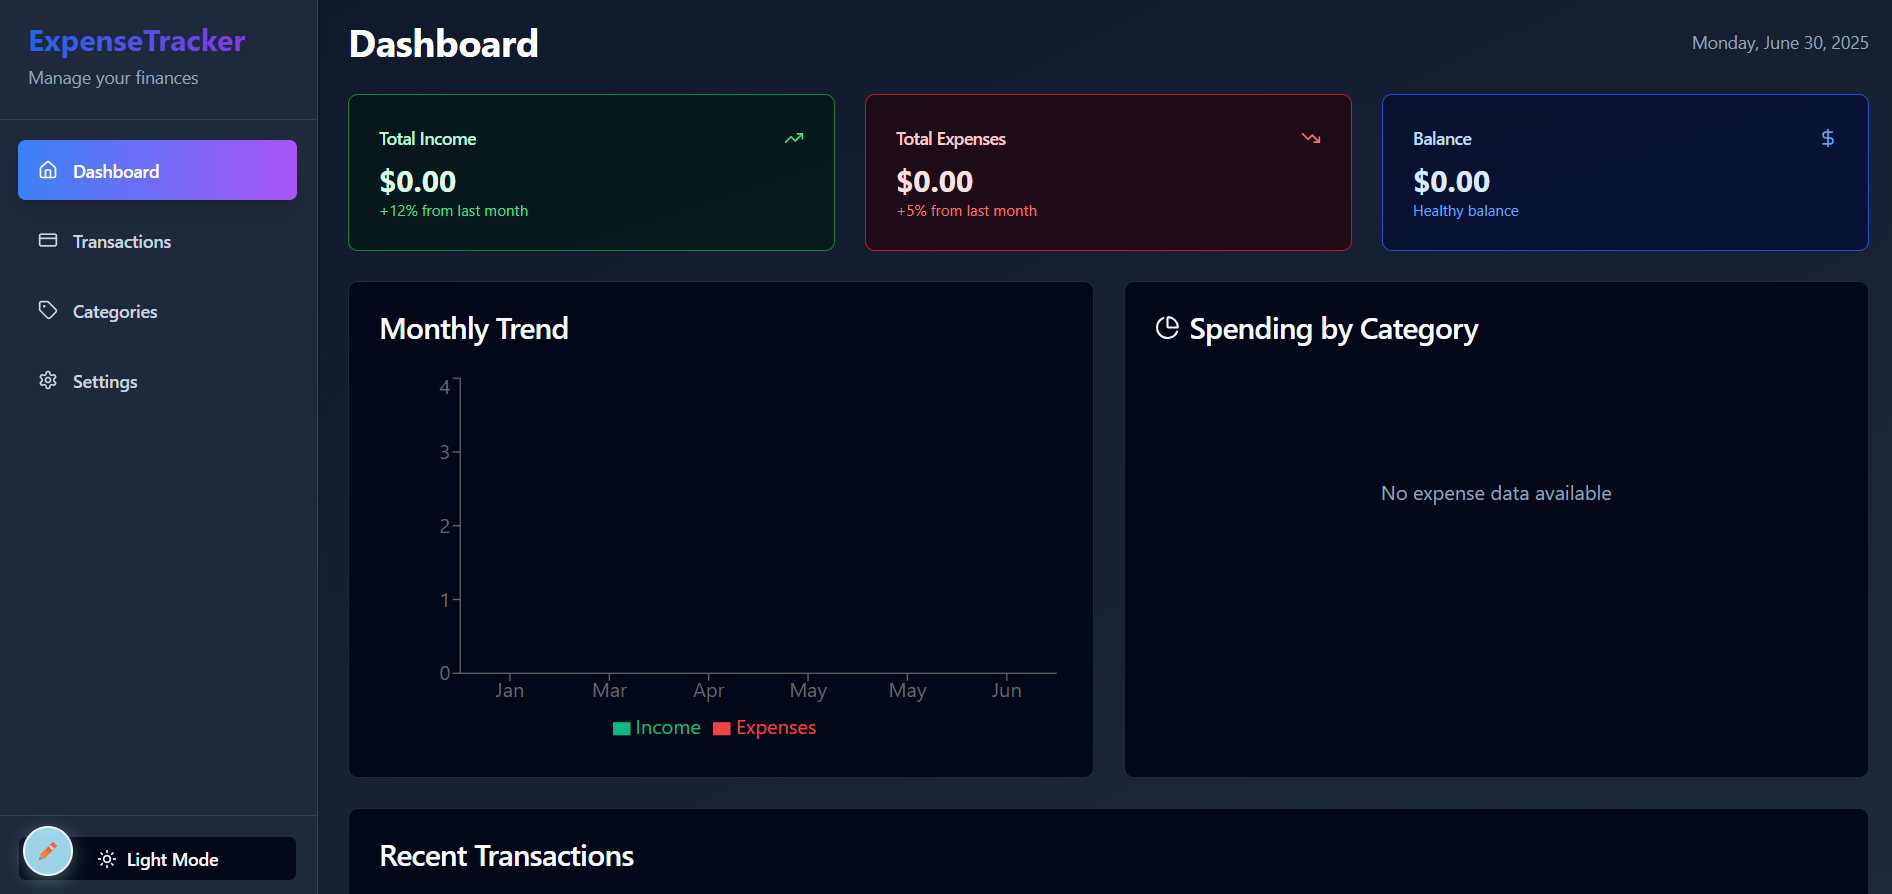 ExpenseTracker
Manage your finances
Dashboard
Transactions
Categories
Settings
Light Mode
Dashboard
Monday, June 30, 2025
Total Income
$0.00
+12% from last month
Total Expenses
$0.00
+5% from last month
Balance
$0.00
Healthy balance
Monthly Trend
4
3
2
1
0
Jan Mar Apr May May Jun
Income Expenses
Spending by Category
No expense data available
Recent Transactions